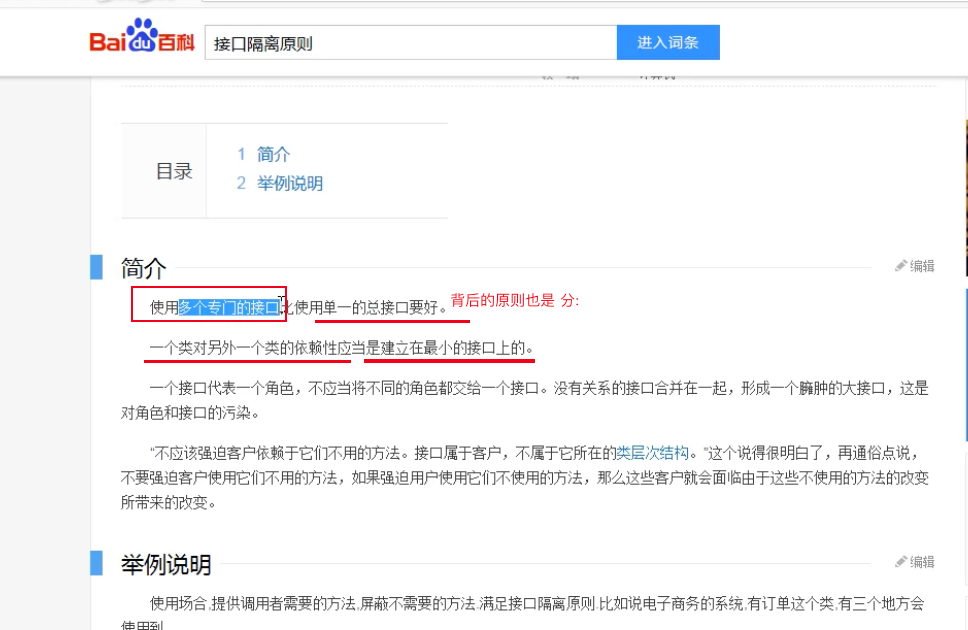 Bai du 百科
接口隔离原则
进入词条
目录
1 简介
2 举例说明
简介
编辑
使用多个专门的接口比使用单一的总接口要好。
背后的原则也是 分:
一个类对另外一个类的依赖性应当是建立在最小的接口上的。
一个接口代表一个角色，不应当将不同的角色都交给一个接口。没有关系的接口合并在一起，形成一个臃肿的大接口，这是
对角色和接口的污染。
“不应该强迫客户依赖于它们不用的方法。接口属于客户，不属于它所在的类层次结构。”这个说得很明白了，再通俗点说，
不要强迫客户使用它们不用的方法，如果强迫用户使用它们不使用的方法，那么这些客户就会面临由于这些不使用的方法的改变
所带来的改变。
举例说明
编辑
使用场合,提供调用者需要的方法,屏蔽不需要的方法.满足接口隔离原则.比如说电子商务的系统,有订单这个类,有三个地方会
使用到